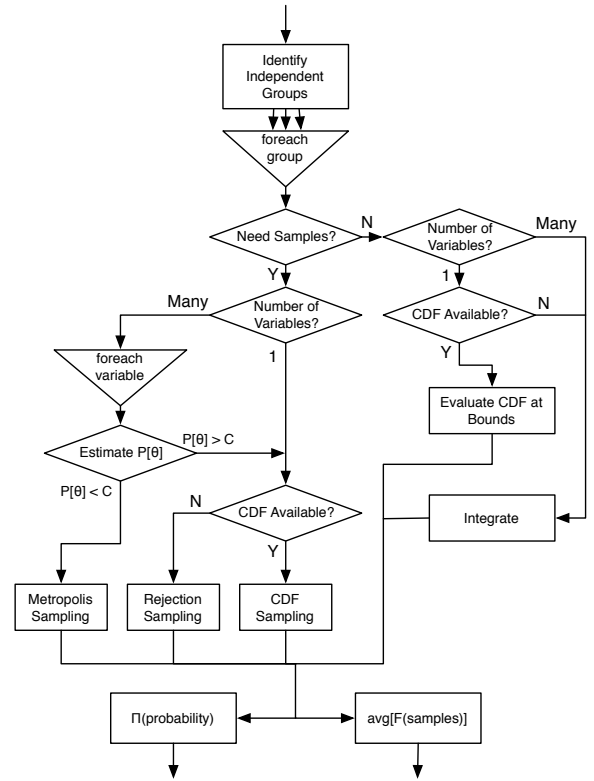 Identify
Independent
Groups
foreach
group
Need Samples?
N
Number of
Variables?
Many
Y
1
Many
Number of
Variables?
CDF Available?
N
1
Y
foreach
variable
Evaluate CDF at
Bounds
P[θ] > C
Estimate P[θ]
P[θ] < C
N
CDF Available?
Integrate
Y
Metropolis
Sampling
Rejection
Sampling
CDF
Sampling
Π(probability)
avg[F(samples)]